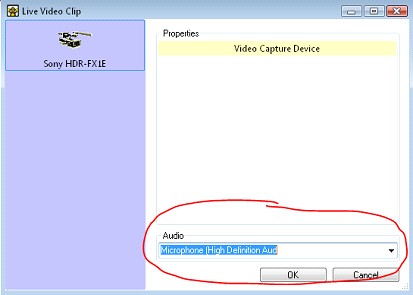 Live Video Clip
Sony HDR-FX1E
Properties
Video Capture Device
Audio
Microphone (High Definition Aud
OK
Cancel